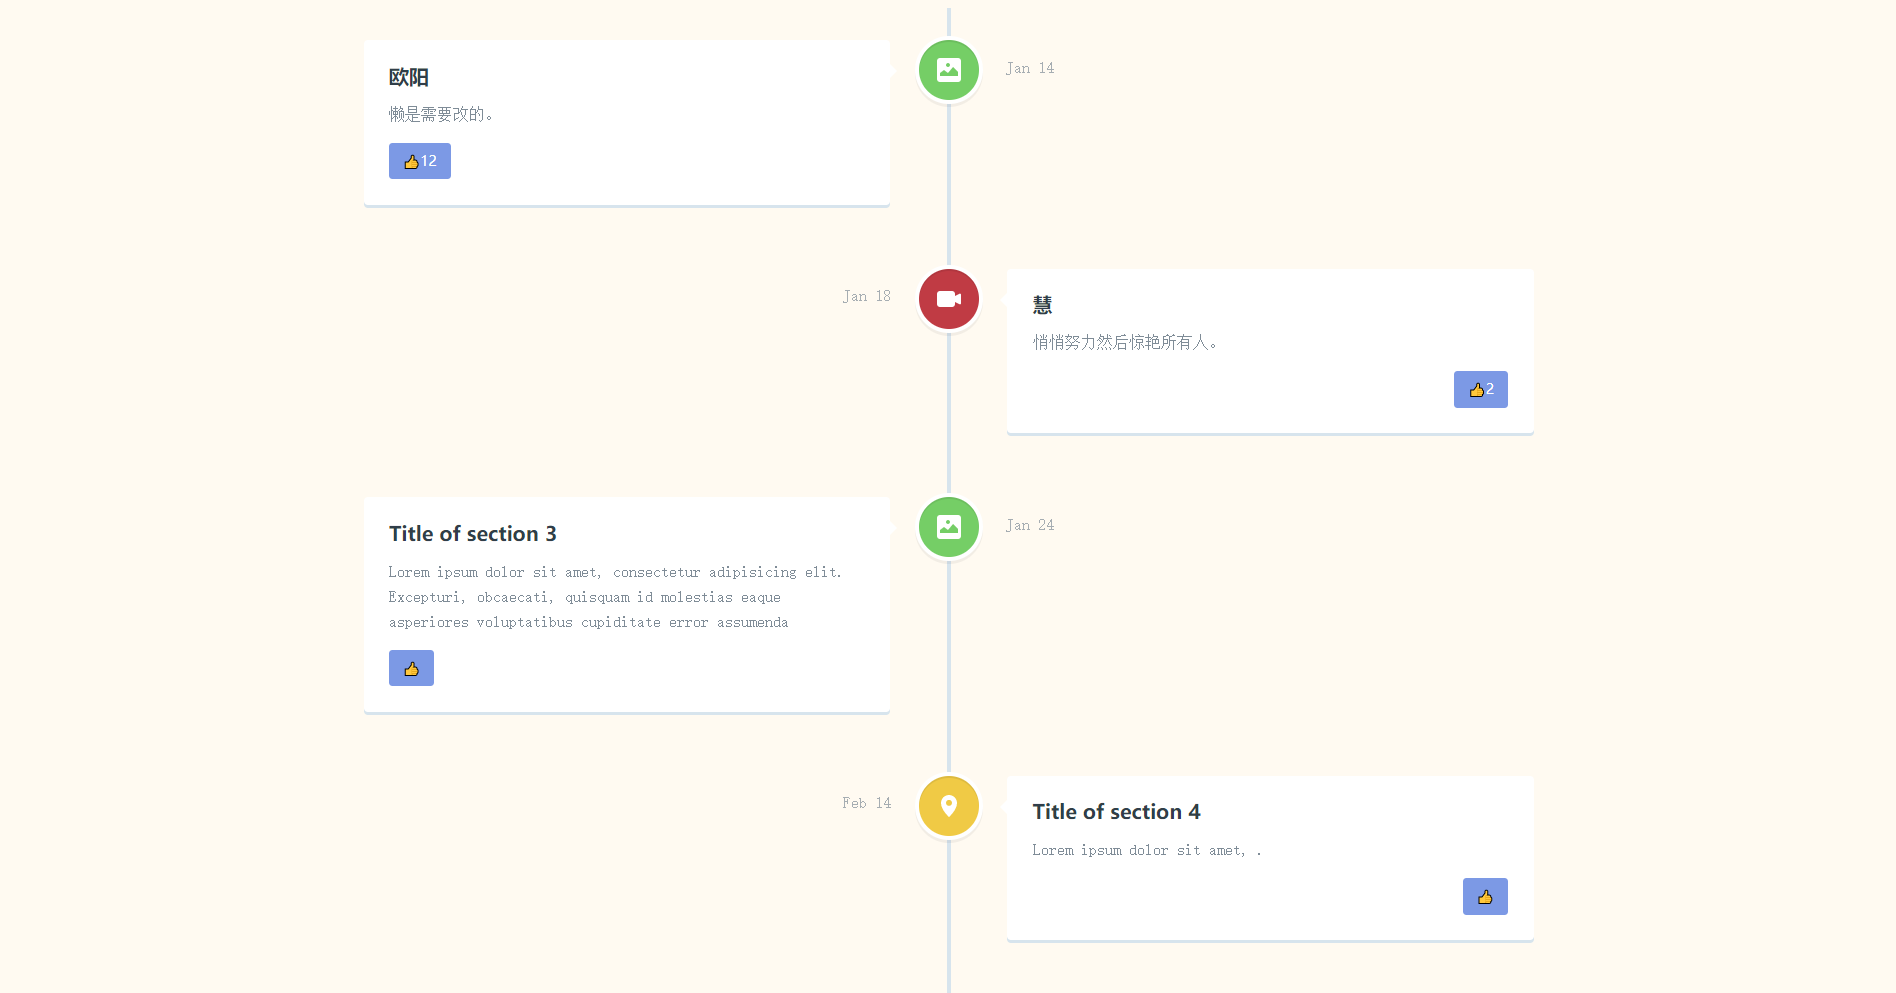 欧阳
懒是需要改的。
👍12
Jan 14
Jan 18
慧
悄悄努力然后惊艳所有人。
👍2
Title of section 3
Lorem ipsum dolor sit amet, consectetur adipisicing elit.
Excepturi, obcaecati, quisquam id molestias eaque
asperiores voluptatibus cupiditate error assumenda
👍
Jan 24
Feb 14
Title of section 4
Lorem ipsum dolor sit amet, .
👍